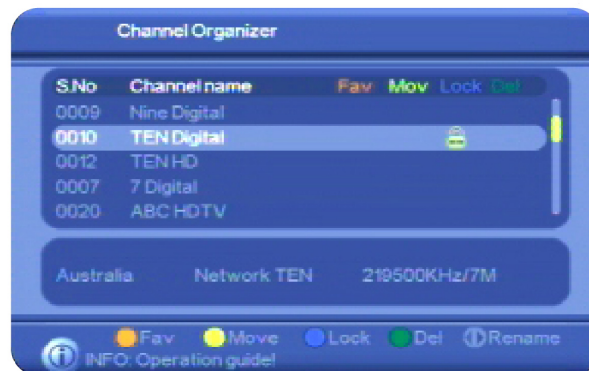 Channel Organizer
S.No Channel name Fav Mov Lock Del
0009 Nine Digital
0010 TEN Digital
0012 TEN HD
0007 7 Digital
0020 ABC HDTV
Australia Network TEN 219500KHz/7M
Fav Move Lock Del Rename
INFO: Operation guide!